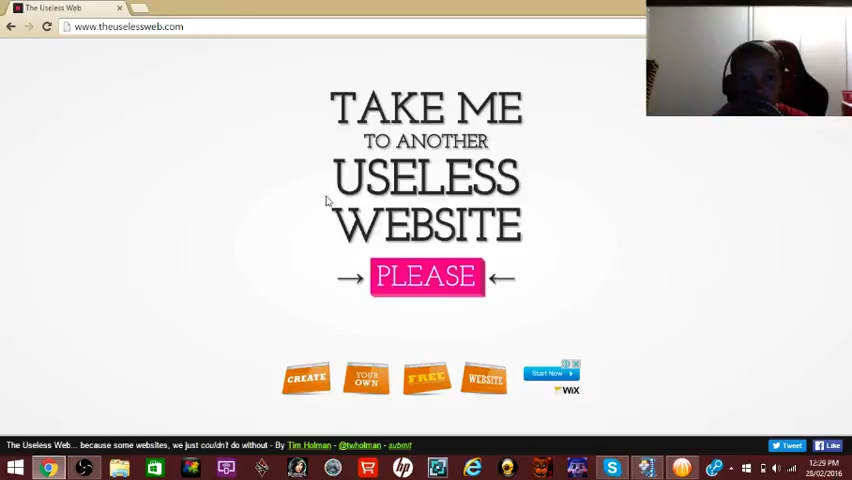 The Useless Web
www.theuselessweb.com
TAKE ME
TO ANOTHER
USELESS
WEBSITE
→ PLEASE ←
CREATE
YOUR
OWN
FREE
WEBSITE
Start Now
WIX
The Useless Web... because some websites, we just couldn't do without - By Tim Holman - @twholman - submit
Tweet
Like
hp
12:29 PM
28/02/2016